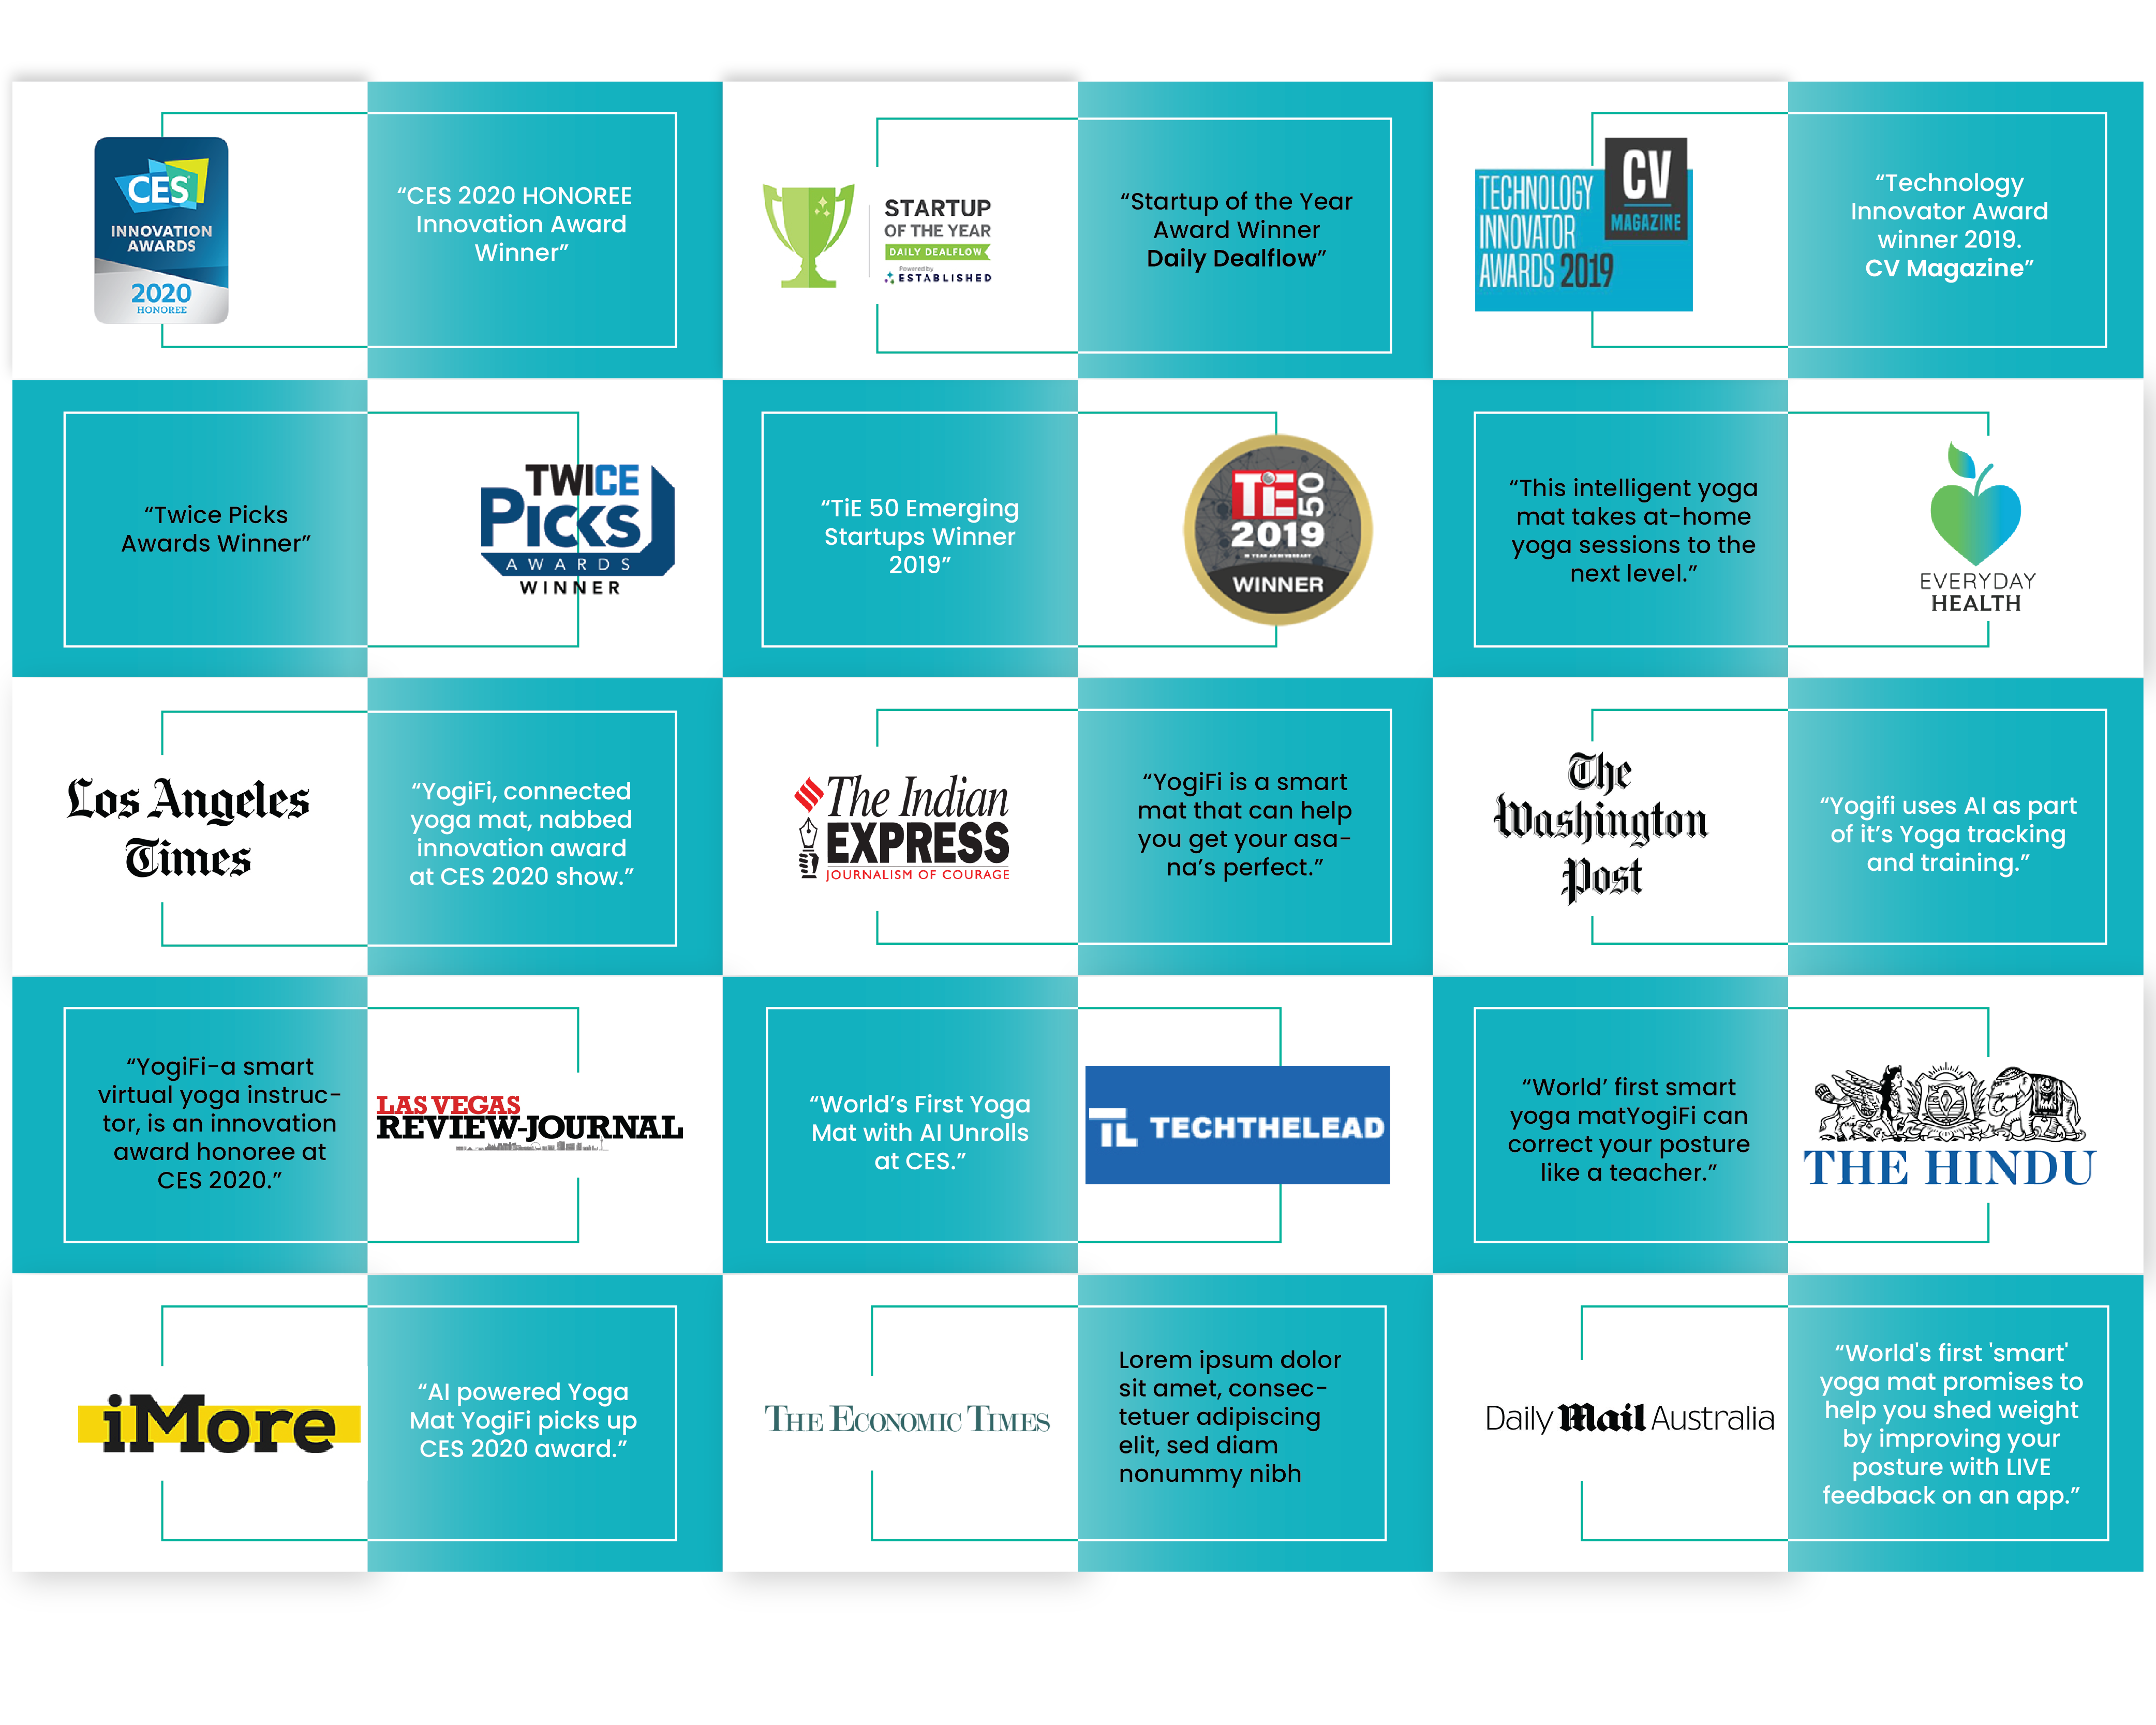 CES
INNOVATION
AWARDS
2020
HONOREE
“CES 2020 HONOREE
Innovation Award
Winner”
STARTUP
OF THE YEAR
DAILY DEALFLOW
Powered by
ESTABLISHED
“Startup of the Year
Award Winner
Daily Dealflow”
TECHNOLOGY
INNOVATOR
AWARDS 2019
CV
MAGAZINE
“Technology
Innovator Award
winner 2019.
CV Magazine”
“Twice Picks
Awards Winner”
TWICE
PICKS
AWARDS
WINNER
“TiE 50 Emerging
Startups Winner
2019”
TiE50
2019
WINNER
“This intelligent yoga
mat takes at-home
yoga sessions to the
next level.”
EVERYDAY
HEALTH
Los Angeles
Times
“YogiFi, connected
yoga mat, nabbed
innovation award
at CES 2020 show.”
The Indian
EXPRESS
JOURNALISM OF COURAGE
“YogiFi is a smart
mat that can help
you get your asa-
na’s perfect.”
The
Washington
Post
“Yogifi uses AI as part
of it’s Yoga tracking
and training.”
“YogiFi-a smart
virtual yoga instruc-
tor, is an innovation
award honoree at
CES 2020.”
LAS VEGAS
REVIEW-JOURNAL
“World’s First Yoga
Mat with AI Unrolls
at CES.”
TL TECHTHELEAD
“World’ first smart
yoga matYogiFi can
correct your posture
like a teacher.”
THE HINDU
iMore
“AI powered Yoga
Mat YogiFi picks up
CES 2020 award.”
THE ECONOMIC TIMES
Lorem ipsum dolor
sit amet, consec-
tetuer adipiscing
elit, sed diam
nonummy nibh
Daily Mail Australia
“World's first 'smart'
yoga mat promises to
help you shed weight
by improving your
posture with LIVE
feedback on an app.”